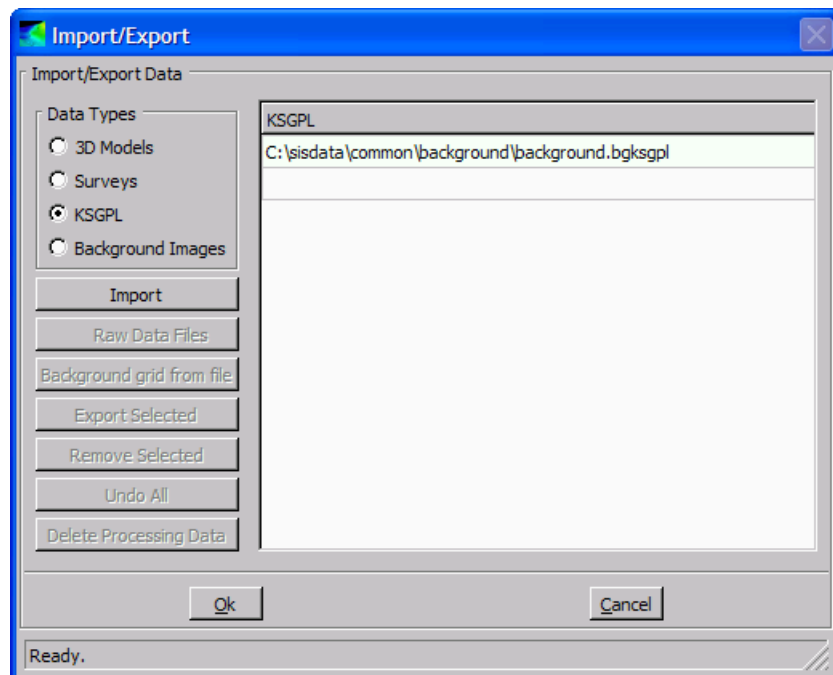 Import/Export
Import/Export Data
Data Types
3D Models
Surveys
KSGPL
Background Images
Import
Raw Data Files
Background grid from file
Export Selected
Remove Selected
Undo All
Delete Processing Data
KSGPL
C:\sisdata\common\background\background.bgksgpl
Ok
Cancel
Ready.